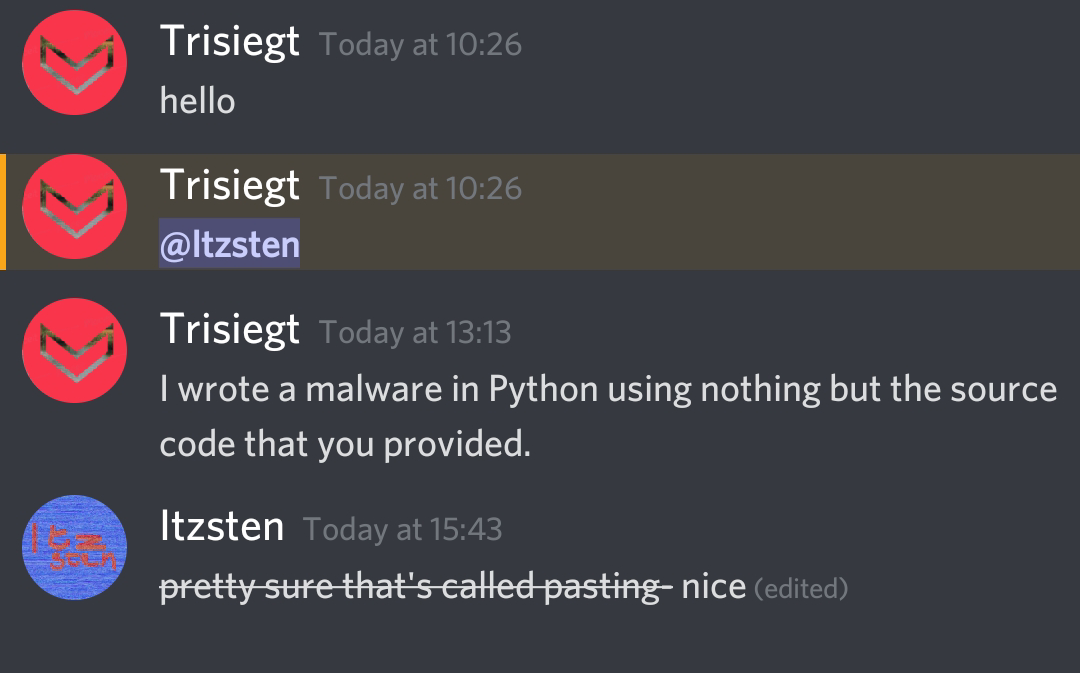 Trisiegt Today at 10:26
hello
Trisiegt Today at 10:26
@Itzsten
Trisiegt Today at 13:13
I wrote a malware in Python using nothing but the source
code that you provided.
Itz
sten
Itzsten Today at 15:43
pretty sure that's called pasting- nice (edited)